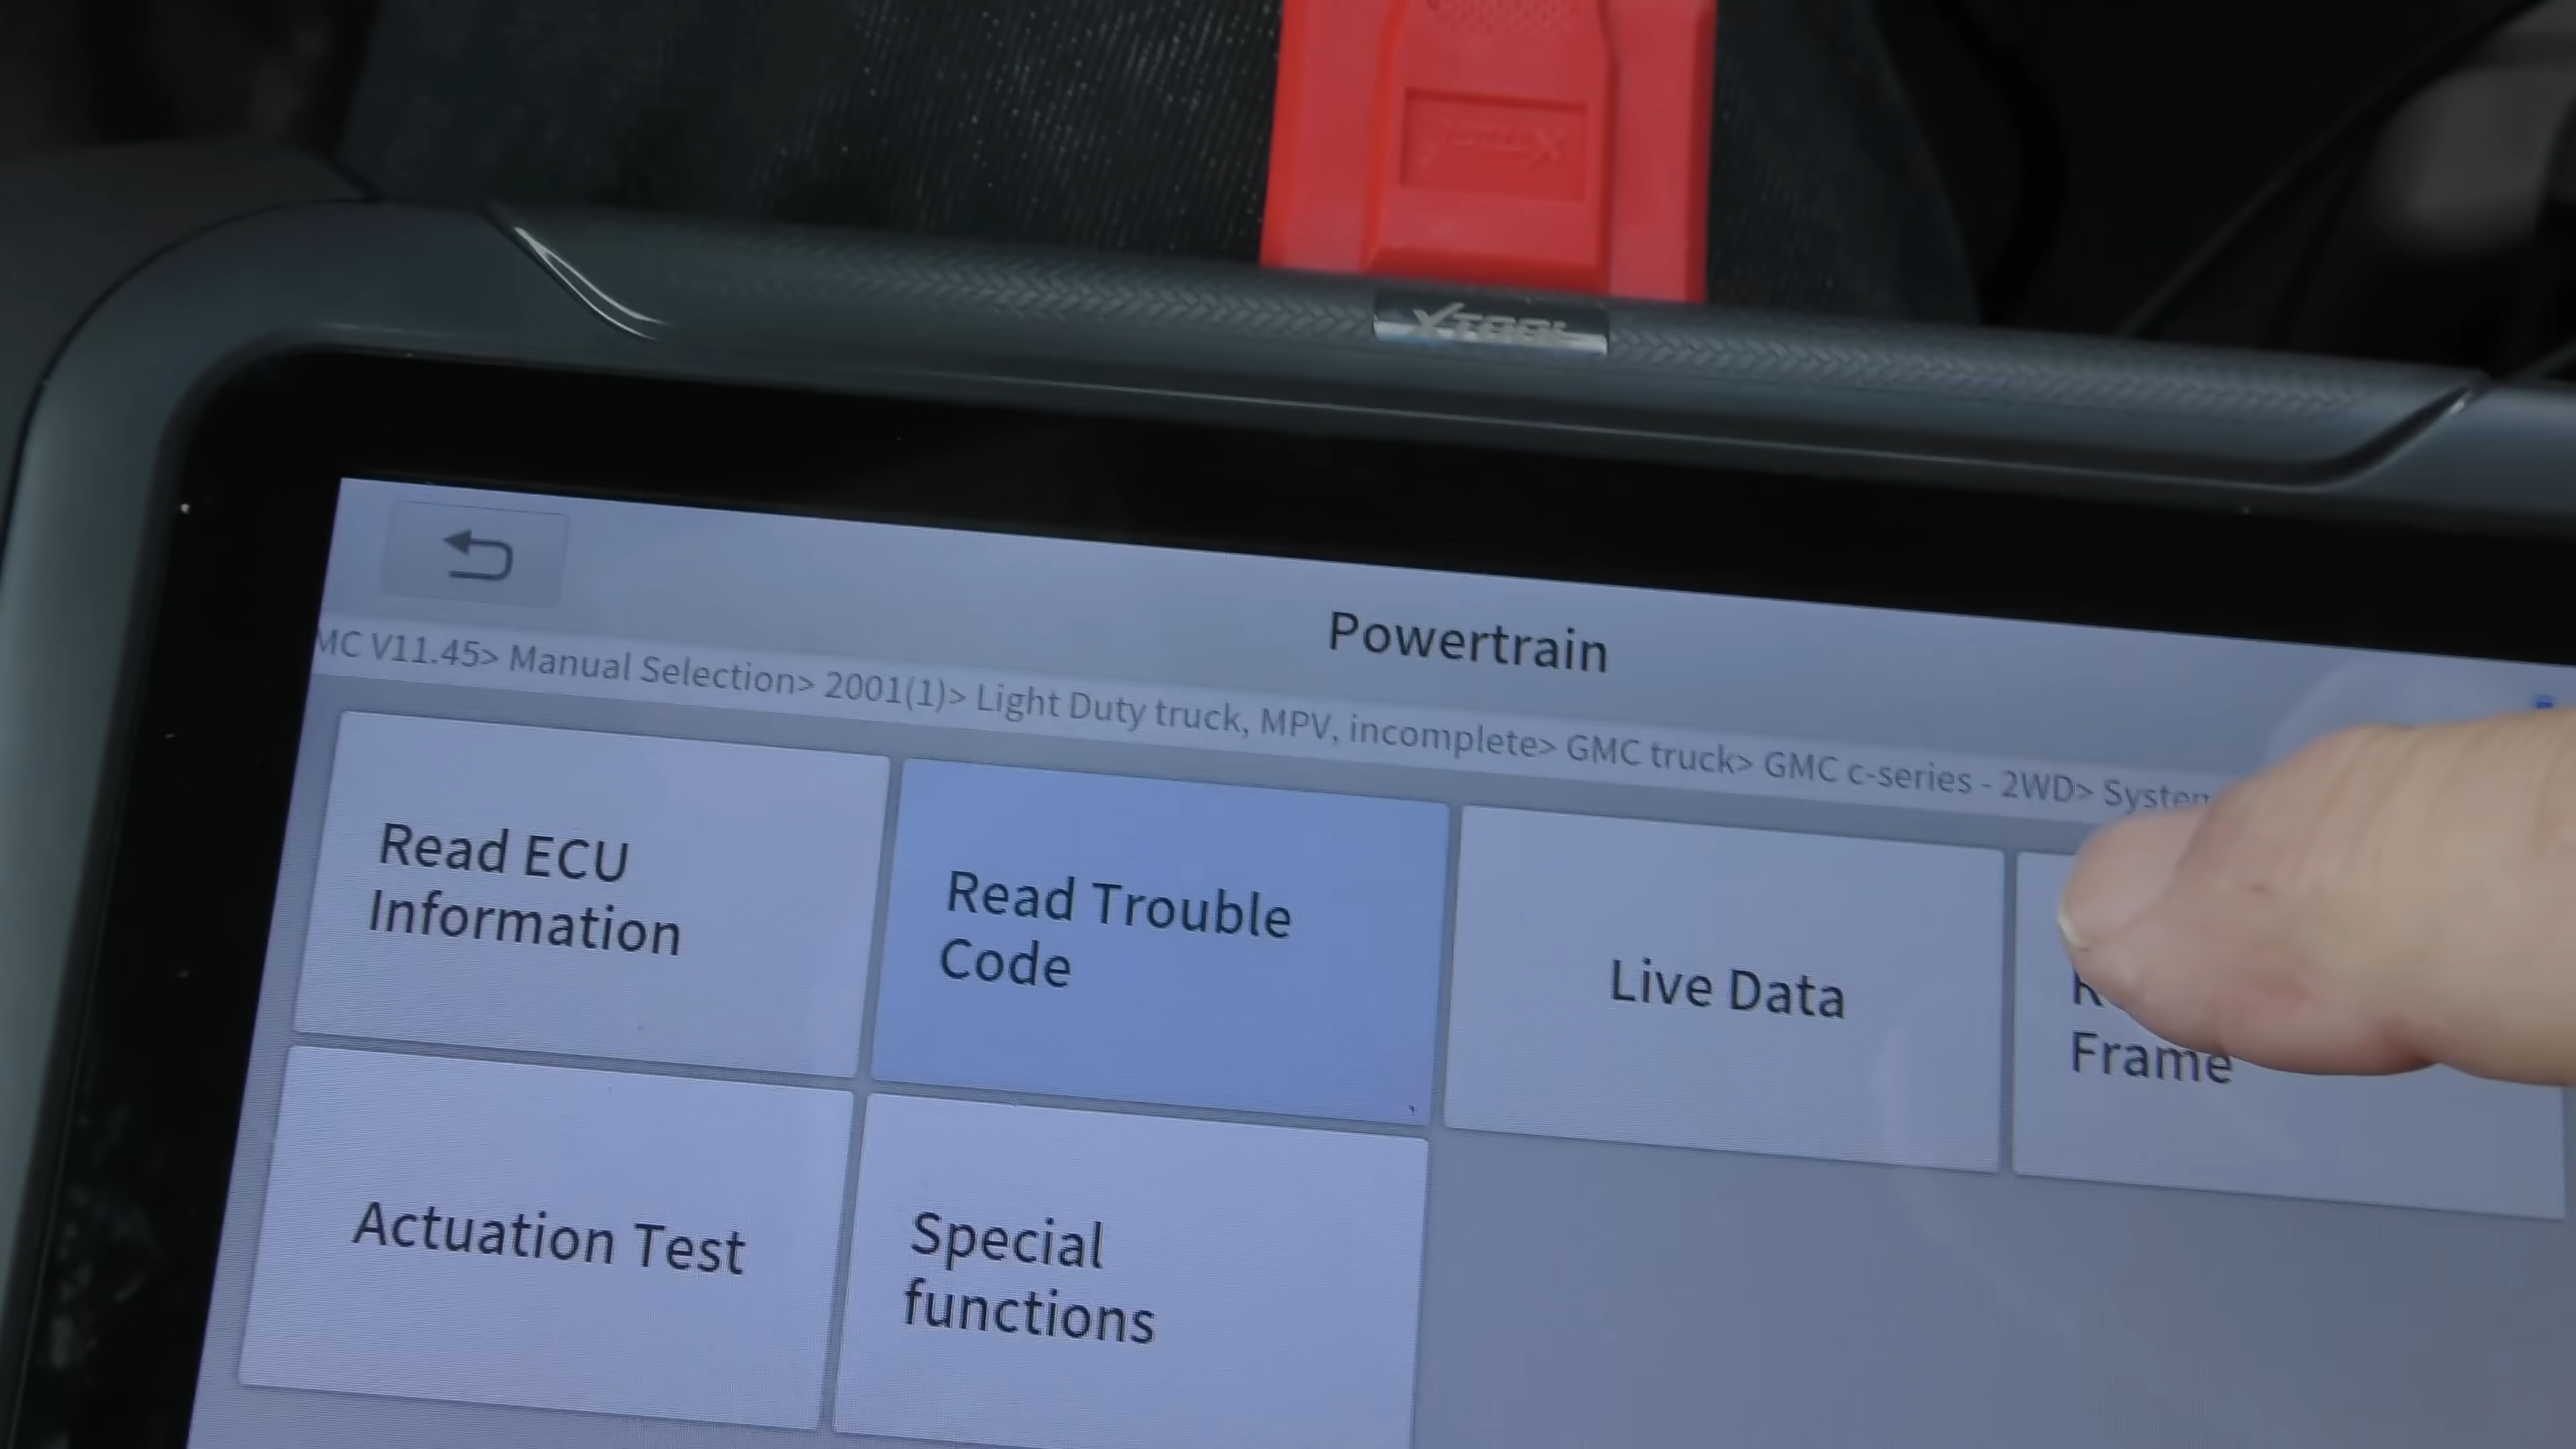 XTOOL
Powertrain
MC V11.45> Manual Selection> 2001(1)> Light Duty truck, MPV, incomplete> GMC truck> GMC c-series - 2WD> System
Read ECU
Information
Read Trouble
Code
Live Data
Frame
Actuation Test
Special
functions